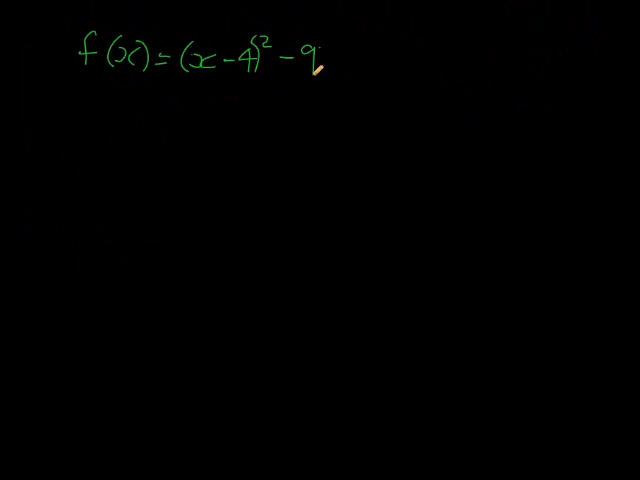 f(x) = (x - 4)² - 9